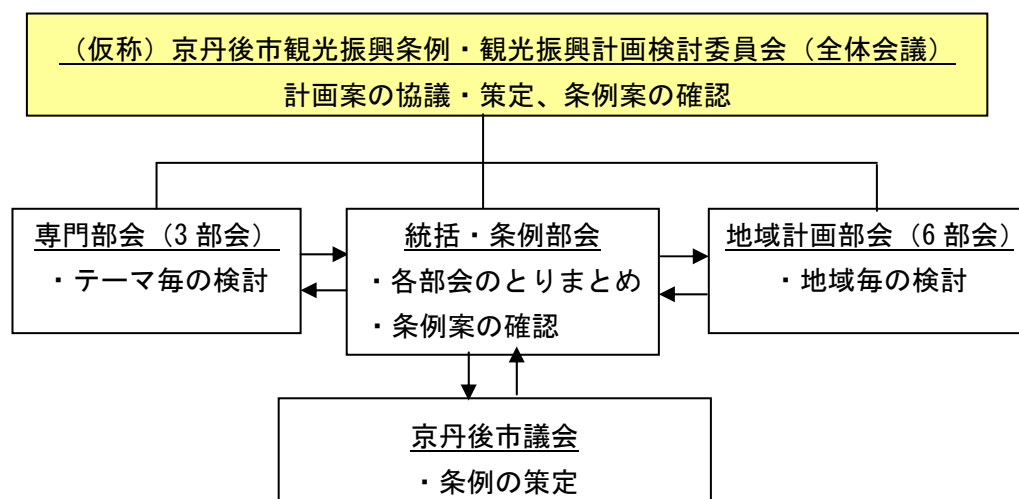 （仮称）京丹後市観光振興条例・観光振興計画検討委員会（全体会議）
計画案の協議・策定、条例案の確認
専門部会（3 部会）
・テーマ毎の検討
統括・条例部会
・各部会のとりまとめ
・条例案の確認
地域計画部会（6 部会）
・地域毎の検討
京丹後市議会
・条例の策定